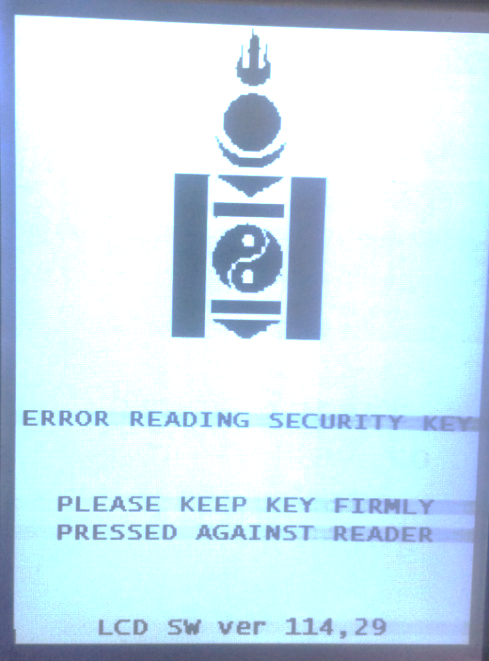 ERROR READING SECURITY KEY
PLEASE KEEP KEY FIRMLY
PRESSED AGAINST READER
LCD SW ver 114,29